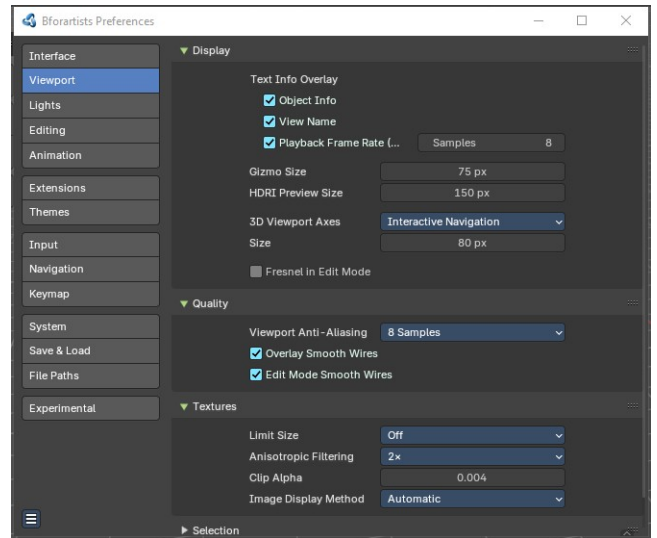 Bforartists Preferences
Interface
Viewport
Lights
Editing
Animation
Extensions
Themes
Input
Navigation
Keymap
System
Save & Load
File Paths
Experimental
Display
Text Info Overlay
Object Info
View Name
Playback Frame Rate (... Samples 8
Gizmo Size 75 px
HDRI Preview Size 150 px
3D Viewport Axes Interactive Navigation
Size 80 px
Fresnel in Edit Mode
Quality
Viewport Anti-Aliasing 8 Samples
Overlay Smooth Wires
Edit Mode Smooth Wires
Textures
Limit Size Off
Anisotropic Filtering 2×
Clip Alpha 0.004
Image Display Method Automatic
Selection